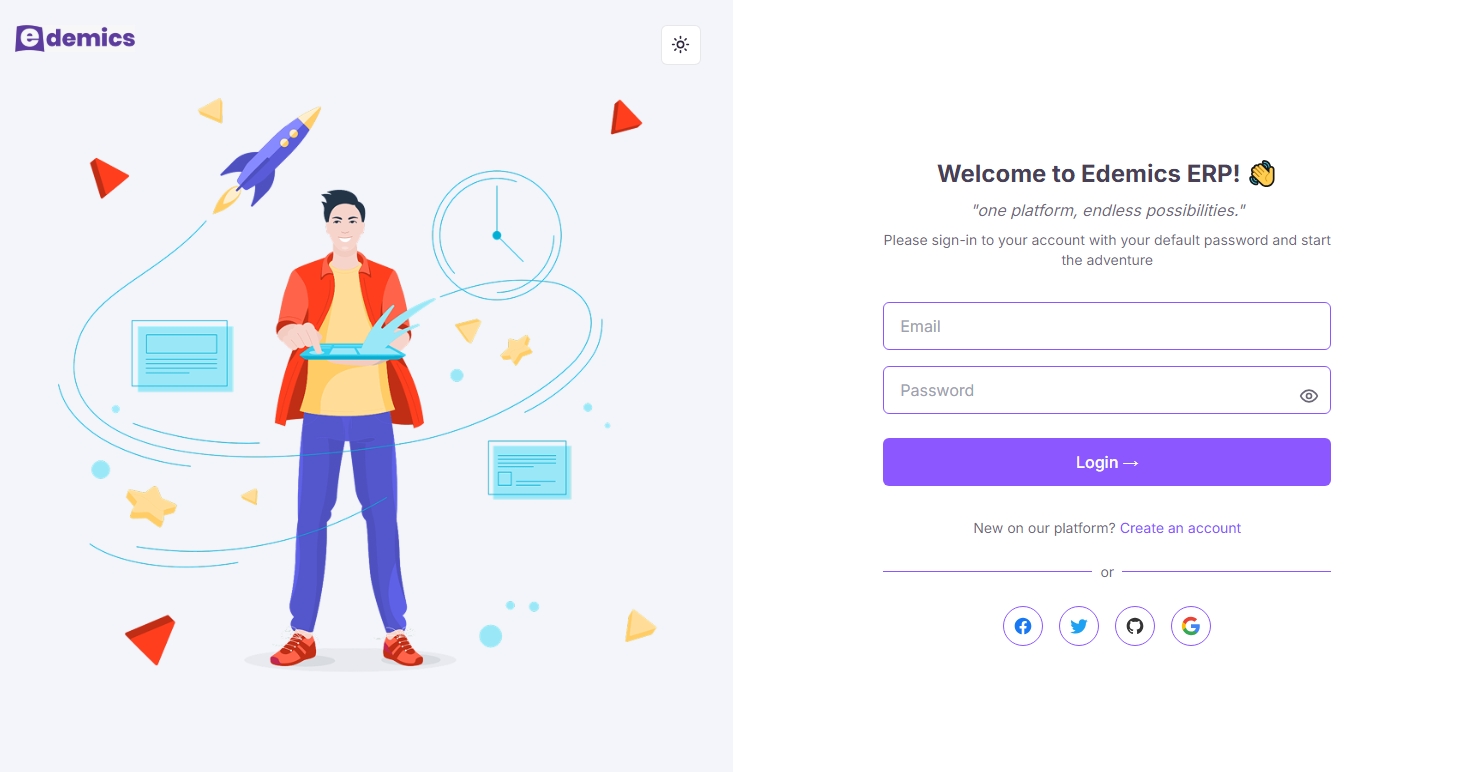 edemics
Welcome to Edemics ERP! 👋
"one platform, endless possibilities."
Please sign-in to your account with your default password and start
the adventure
Email
Password
Login →
New on our platform? Create an account
or